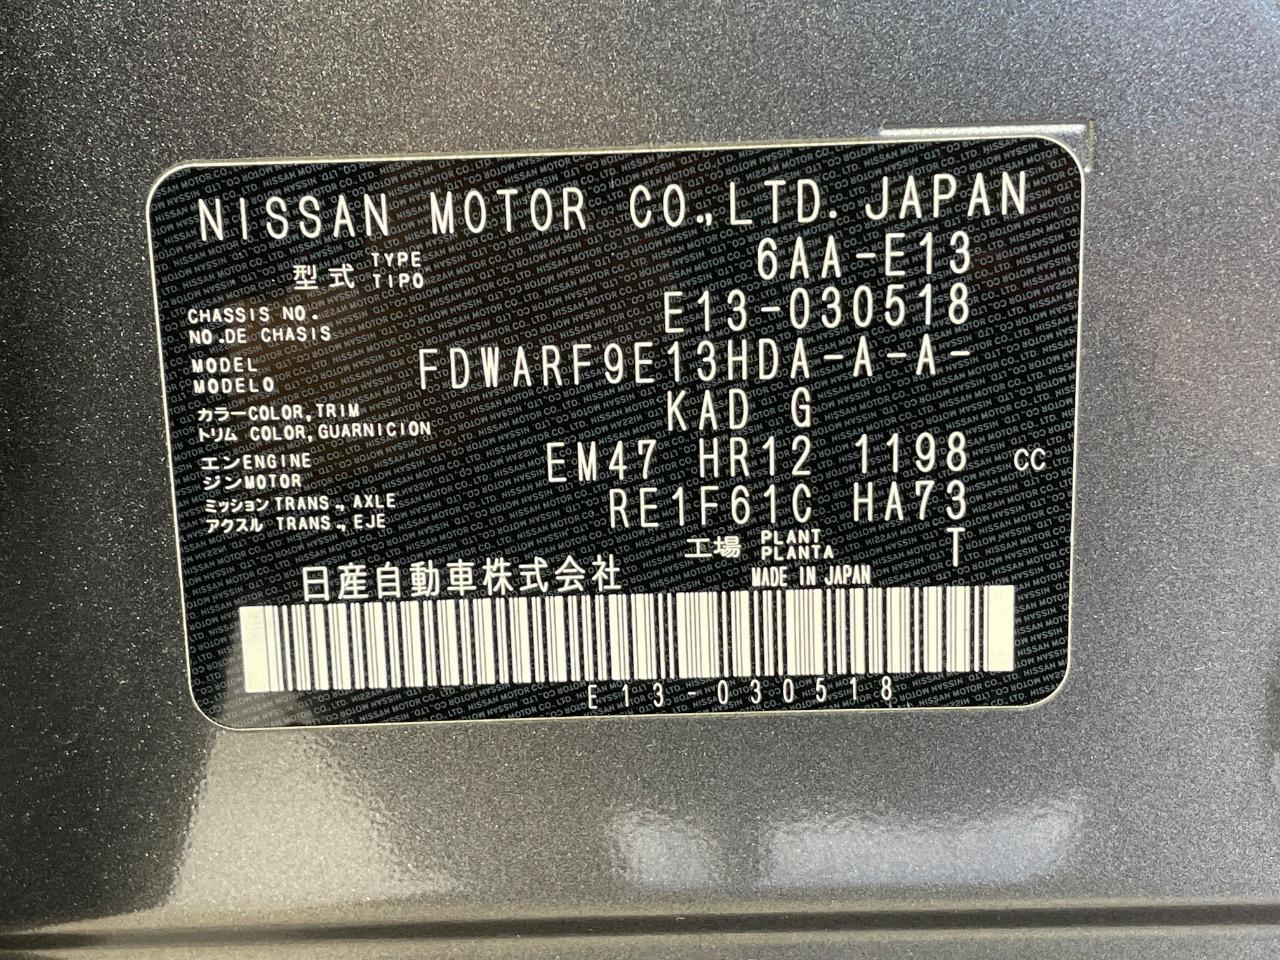 NISSAN MOTOR CO.,LTD. JAPAN
型式 TYPE TIPO 6AA-E13
CHASSIS NO. NO.DE CHASIS E13-030518
MODEL MODELO FDWARF9E13HDA-A-A-
カラー COLOR,TRIM トリム COLOR,GUARNICION KAD G
エンジン ENGINE MOTOR EM47 HR12 1198 CC
ミッション TRANS., AXLE アクスル TRANS., EJE RE1F61C HA73
工場 PLANT PLANTA T
日産自動車株式会社 MADE IN JAPAN
E13-030518